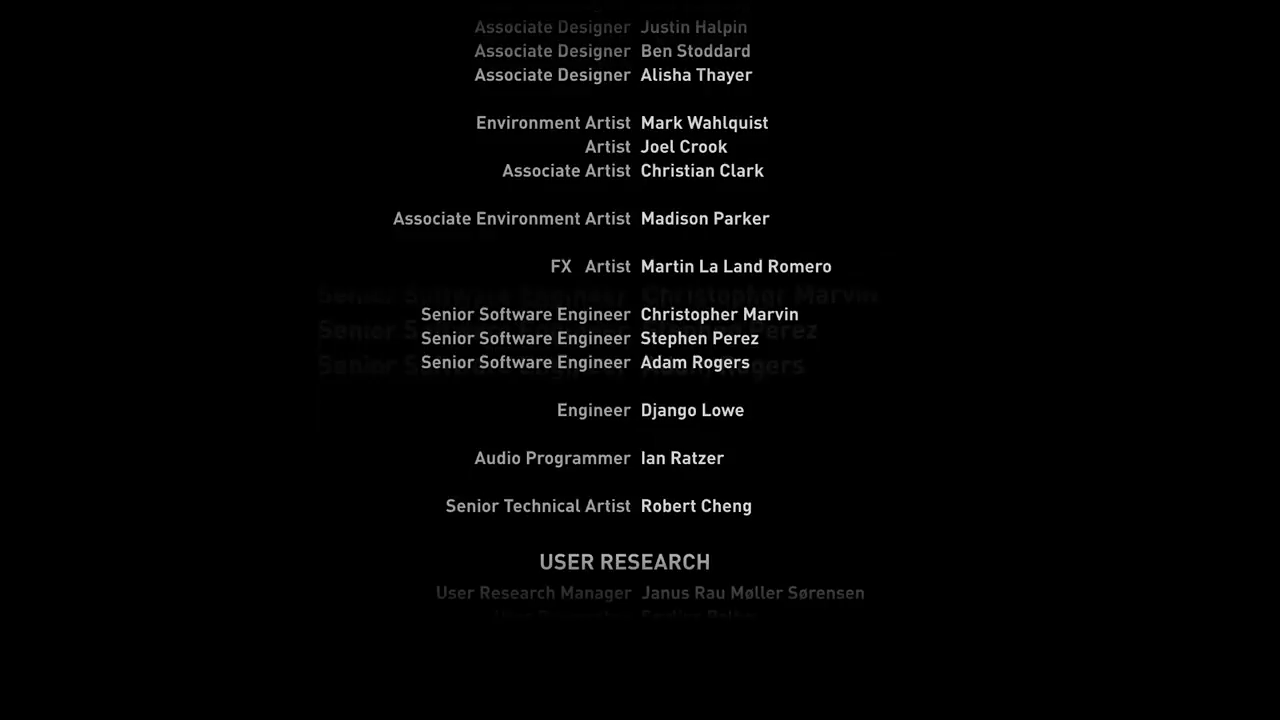 Associate Designer Justin Halpin
Associate Designer Ben Stoddard
Associate Designer Alisha Thayer
Environment Artist Mark Wahlquist
Artist Joel Crook
Associate Artist Christian Clark
Associate Environment Artist Madison Parker
FX Artist Martin La Land Romero
Senior Software Engineer Christopher Marvin
Senior Software Engineer Stephen Perez
Senior Software Engineer Adam Rogers
Engineer Django Lowe
Audio Programmer Ian Ratzer
Senior Technical Artist Robert Cheng
USER RESEARCH
User Research Manager Janus Rau Møller Sørensen